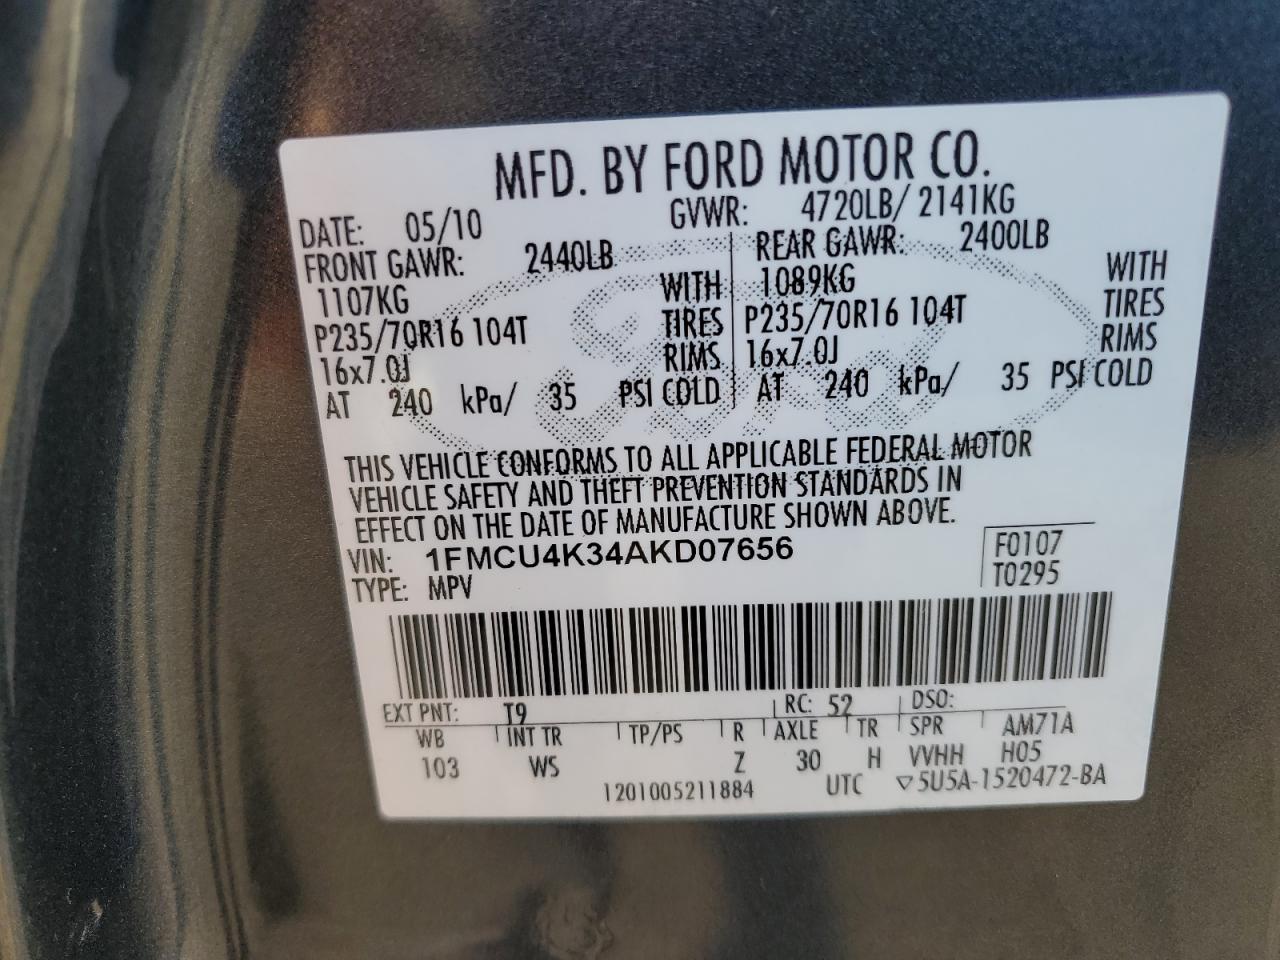 MFD. BY FORD MOTOR CO.
DATE: 05/10 GVWR: 4720LB/ 2141KG
FRONT GAWR: 2440LB REAR GAWR: 2400LB
1107KG WITH 1089KG WITH
P235/70R16 104T TIRES P235/70R16 104T TIRES
16x7.0J RIMS 16x7.0J RIMS
AT 240 kPa/ 35 PSI COLD AT 240 kPa/ 35 PSI COLD
Ford
THIS VEHICLE CONFORMS TO ALL APPLICABLE FEDERAL MOTOR
VEHICLE SAFETY AND THEFT PREVENTION STANDARDS IN
EFFECT ON THE DATE OF MANUFACTURE SHOWN ABOVE.
VIN: 1FMCU4K34AKD07656 F0107
TYPE: MPV T0295
EXT PNT: T9 RC: 52 DSO:
WB INT TR TP/PS R AXLE TR SPR AM71A
103 WS Z 30 H VVHH H05
1201005211884 UTC ▽5U5A-1520472-BA